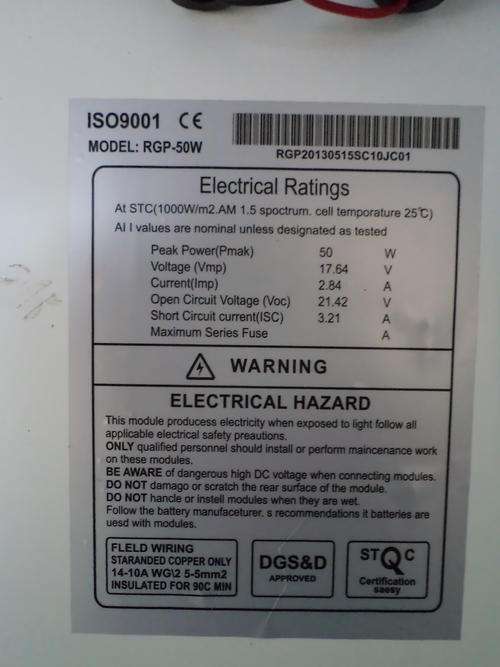 ISO9001 CE
MODEL: RGP-50W
RGP20130515SC10JC01
Electrical Ratings
At STC(1000W/m2.AM 1.5 spoctrum. cell temporature 25℃)
Al l values are nominal unless designated as tested
Peak Power(Pmax) 50 W
Voltage (Vmp) 17.64 V
Current(Imp) 2.84 A
Open Circuit Voltage (Voc) 21.42 V
Short Circuit current(ISC) 3.21 A
Maximum Series Fuse A
WARNING
ELECTRICAL HAZARD
This module producess electricity when exposed to light follow all
applicable electrical safety preautions.
ONLY qualified personnel should install or perform maincenance work
on these modules.
BE AWARE of dangerous high DC voltage when connecting modules.
DO NOT damago or scratch the rear surface of the module.
DO NOT hancle or instell modules when they are wet.
Follow the battery manufacturer. s recommendations it batteries are
uesd with modules.
FLELD WIRING
STARANDED COPPER ONLY
14-10A WG\2 5-5mm2
INSULATED FOR 90C MIN
DGS&D
APPROVED
STQC
Certification
saesy